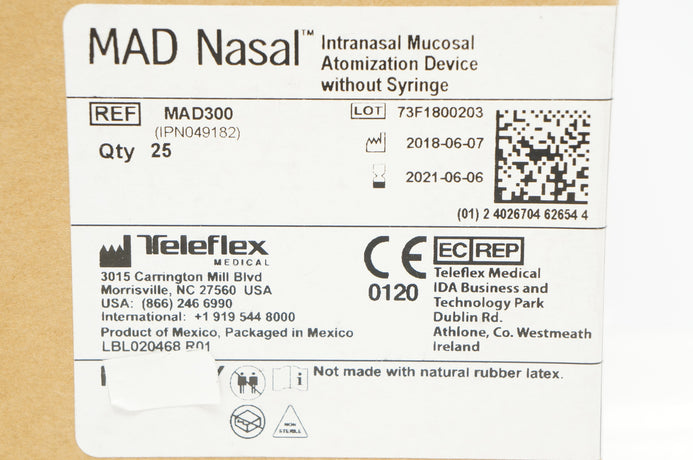 MAD Nasal™ Intranasal Mucosal
Atomization Device
without Syringe
REF MAD300
(IPN049182)
Qty 25
LOT 73F1800203
2018-06-07
2021-06-06
(01) 2 4026704 62654 4
Teleflex
MEDICAL
3015 Carrington Mill Blvd
Morrisville, NC 27560 USA
USA: (866) 246 6990
International: +1 919 544 8000
Product of Mexico, Packaged in Mexico
LBL020468 R01
CE
0120
EC REP
Teleflex Medical
IDA Business and
Technology Park
Dublin Rd.
Athlone, Co. Westmeath
Ireland
Not made with natural rubber latex.
NON
STERILE